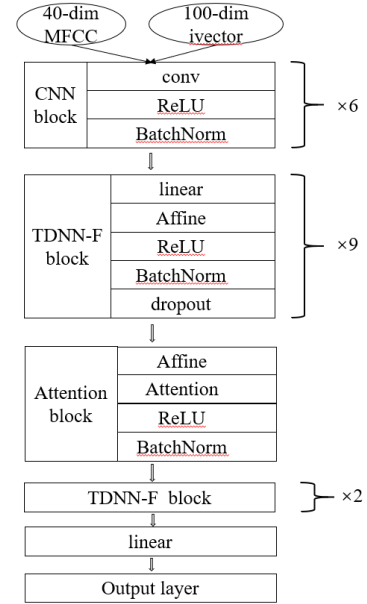 40-dim
MFCC
100-dim
ivector
CNN
block
conv
ReLU
BatchNorm
×6
TDNN-F
block
linear
Affine
ReLU
BatchNorm
dropout
×9
Attention
block
Affine
Attention
ReLU
BatchNorm
TDNN-F block
×2
linear
Output layer